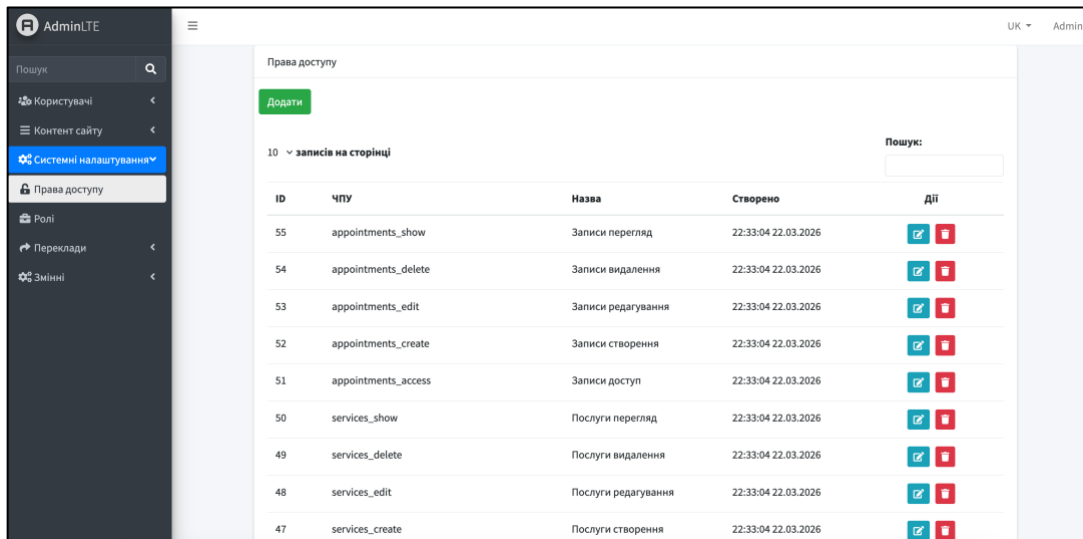 AdminLTE
UK Admin
Пошук
Користувачі
Контент сайту
Системні налаштування
Права доступу
Ролі
Переклади
Змінні
Права доступу
Додати
10 записів на сторінці
Пошук:
ID ЧПУ Назва Створено Дії
55 appointments_show Записи перегляд 22:33:04 22.03.2026
54 appointments_delete Записи видалення 22:33:04 22.03.2026
53 appointments_edit Записи редагування 22:33:04 22.03.2026
52 appointments_create Записи створення 22:33:04 22.03.2026
51 appointments_access Записи доступ 22:33:04 22.03.2026
50 services_show Послуги перегляд 22:33:04 22.03.2026
49 services_delete Послуги видалення 22:33:04 22.03.2026
48 services_edit Послуги редагування 22:33:04 22.03.2026
47 services_create Послуги створення 22:33:04 22.03.2026